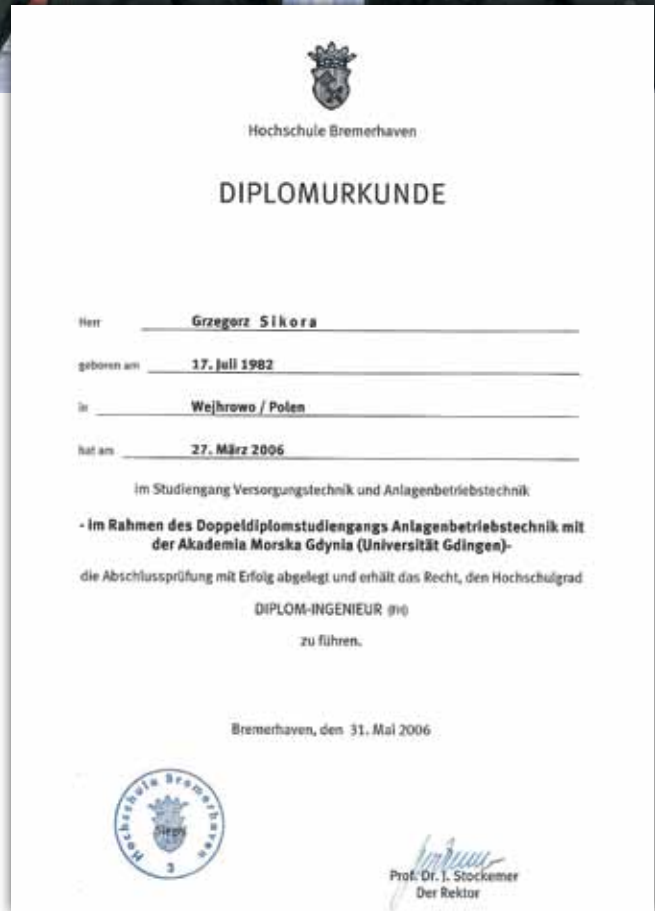 Hochschule Bremerhaven
DIPLOMURKUNDE
Herr Grzegorz Sikora
geboren am 17. Juli 1982
in Wejhrowo / Polen
hat am 27. März 2006
im Studiengang Versorgungstechnik und Anlagenbetriebstechnik
- im Rahmen des Doppeldiplomstudiengangs Anlagenbetriebstechnik mit
der Akademia Morska Gdynia (Universität Gdingen)-
die Abschlussprüfung mit Erfolg abgelegt und erhält das Recht, den Hochschulgrad
DIPLOM-INGENIEUR (FH)
zu führen.
Bremerhaven, den 31. Mai 2006
Hochschule Bremerhaven
Siegel
3
Prof. Dr. J. Stockemer
Der Rektor